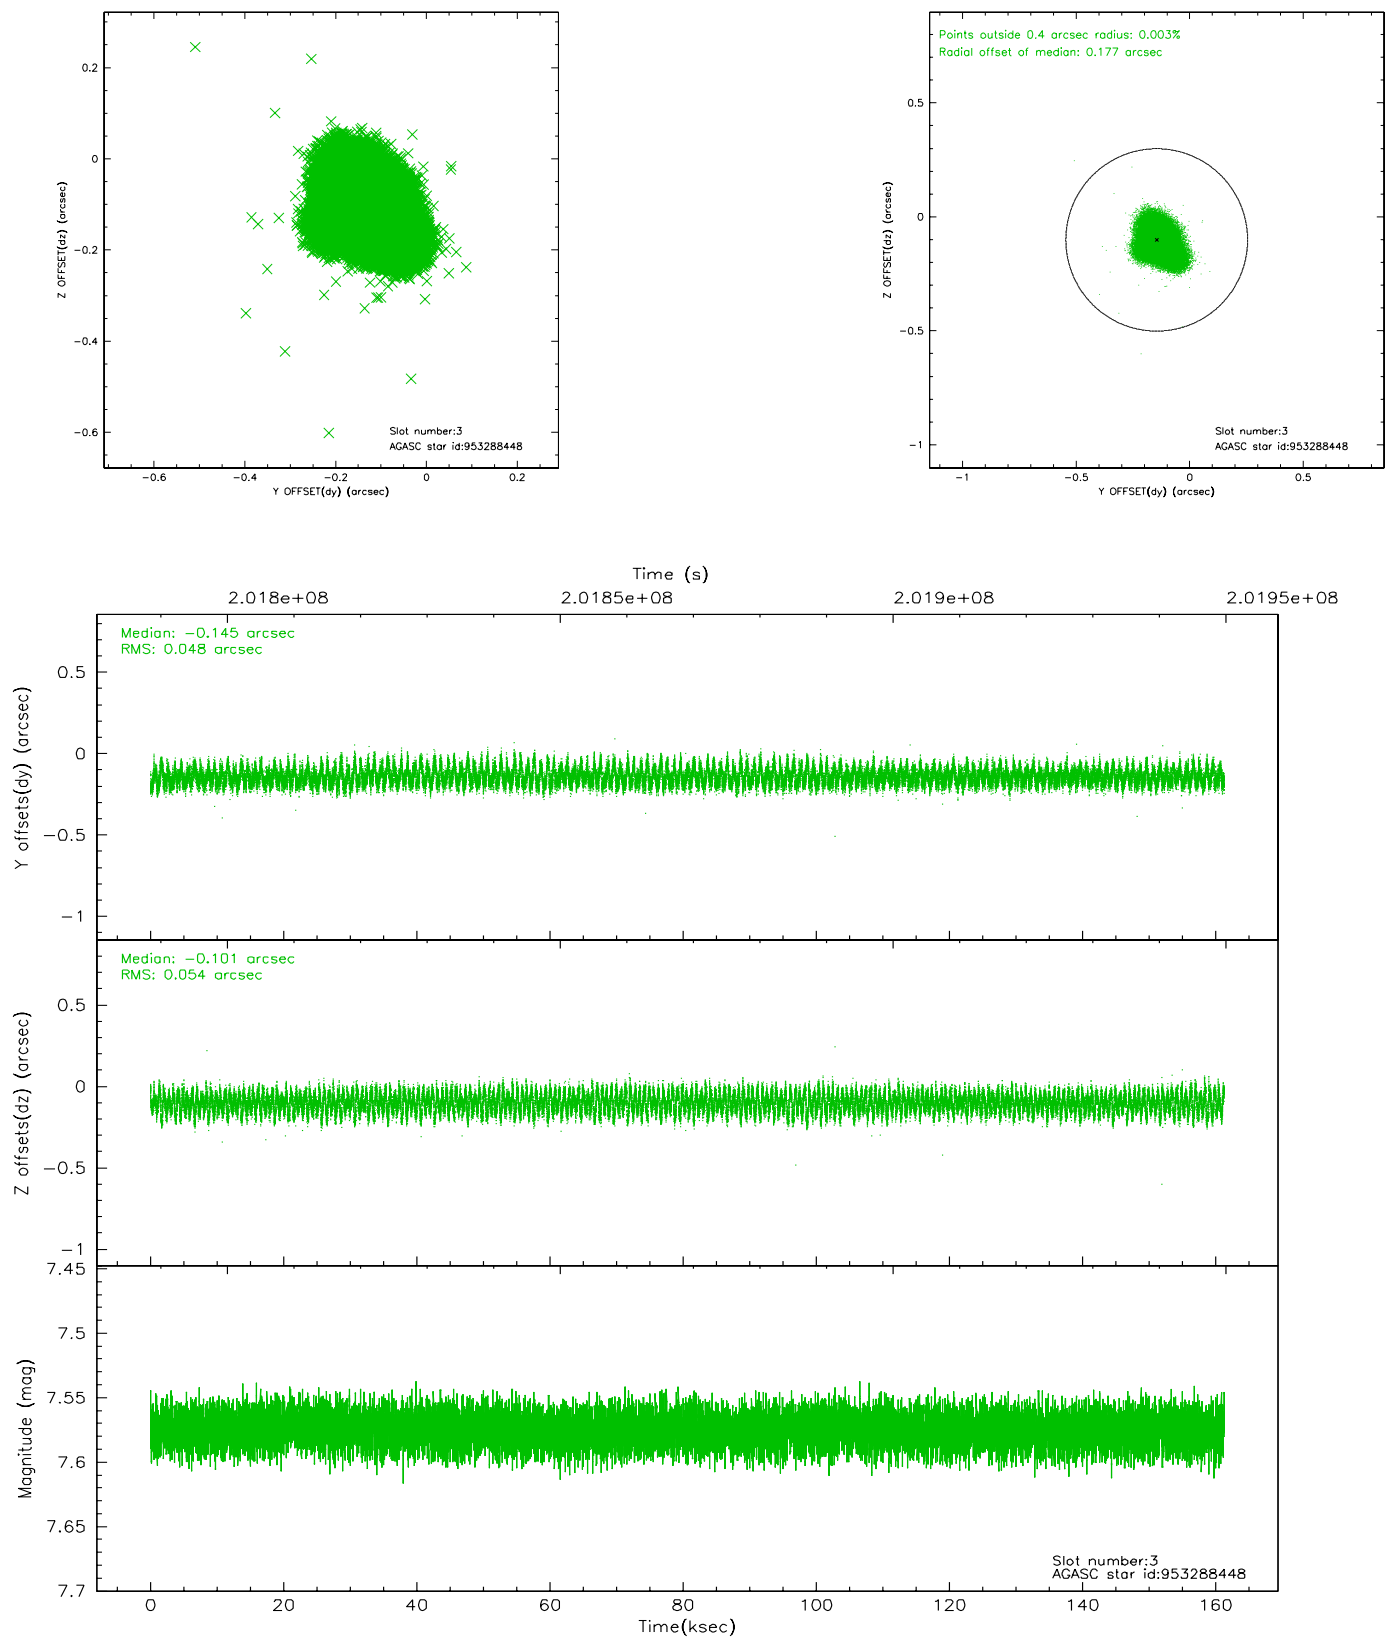 0.2
0
-0.2
-0.4
-0.6
Z OFFSET(dz) (arcsec)
Slot number:3
AGASC star id:953288448
-0.6 -0.4 -0.2 0 0.2
Y OFFSET(dy) (arcsec)
Points outside 0.4 arcsec radius: 0.003%
Radial offset of median: 0.177 arcsec
0.5
0
-0.5
-1
Z OFFSET(dz) (arcsec)
Slot number:3
AGASC star id:953288448
-1 -0.5 0 0.5
Y OFFSET(dy) (arcsec)
Time (s)
2.018e+08 2.0185e+08 2.019e+08 2.0195e+08
Median: -0.145 arcsec
RMS: 0.048 arcsec
0.5
0
-0.5
-1
Y offsets(dy) (arcsec)
Median: -0.101 arcsec
RMS: 0.054 arcsec
0.5
0
-0.5
-1
Z offsets(dz) (arcsec)
7.45
7.5
7.55
7.6
7.65
7.7
Magnitude (mag)
Slot number:3
AGASC star id:953288448
0 20 40 60 80 100 120 140 160
Time(ksec)